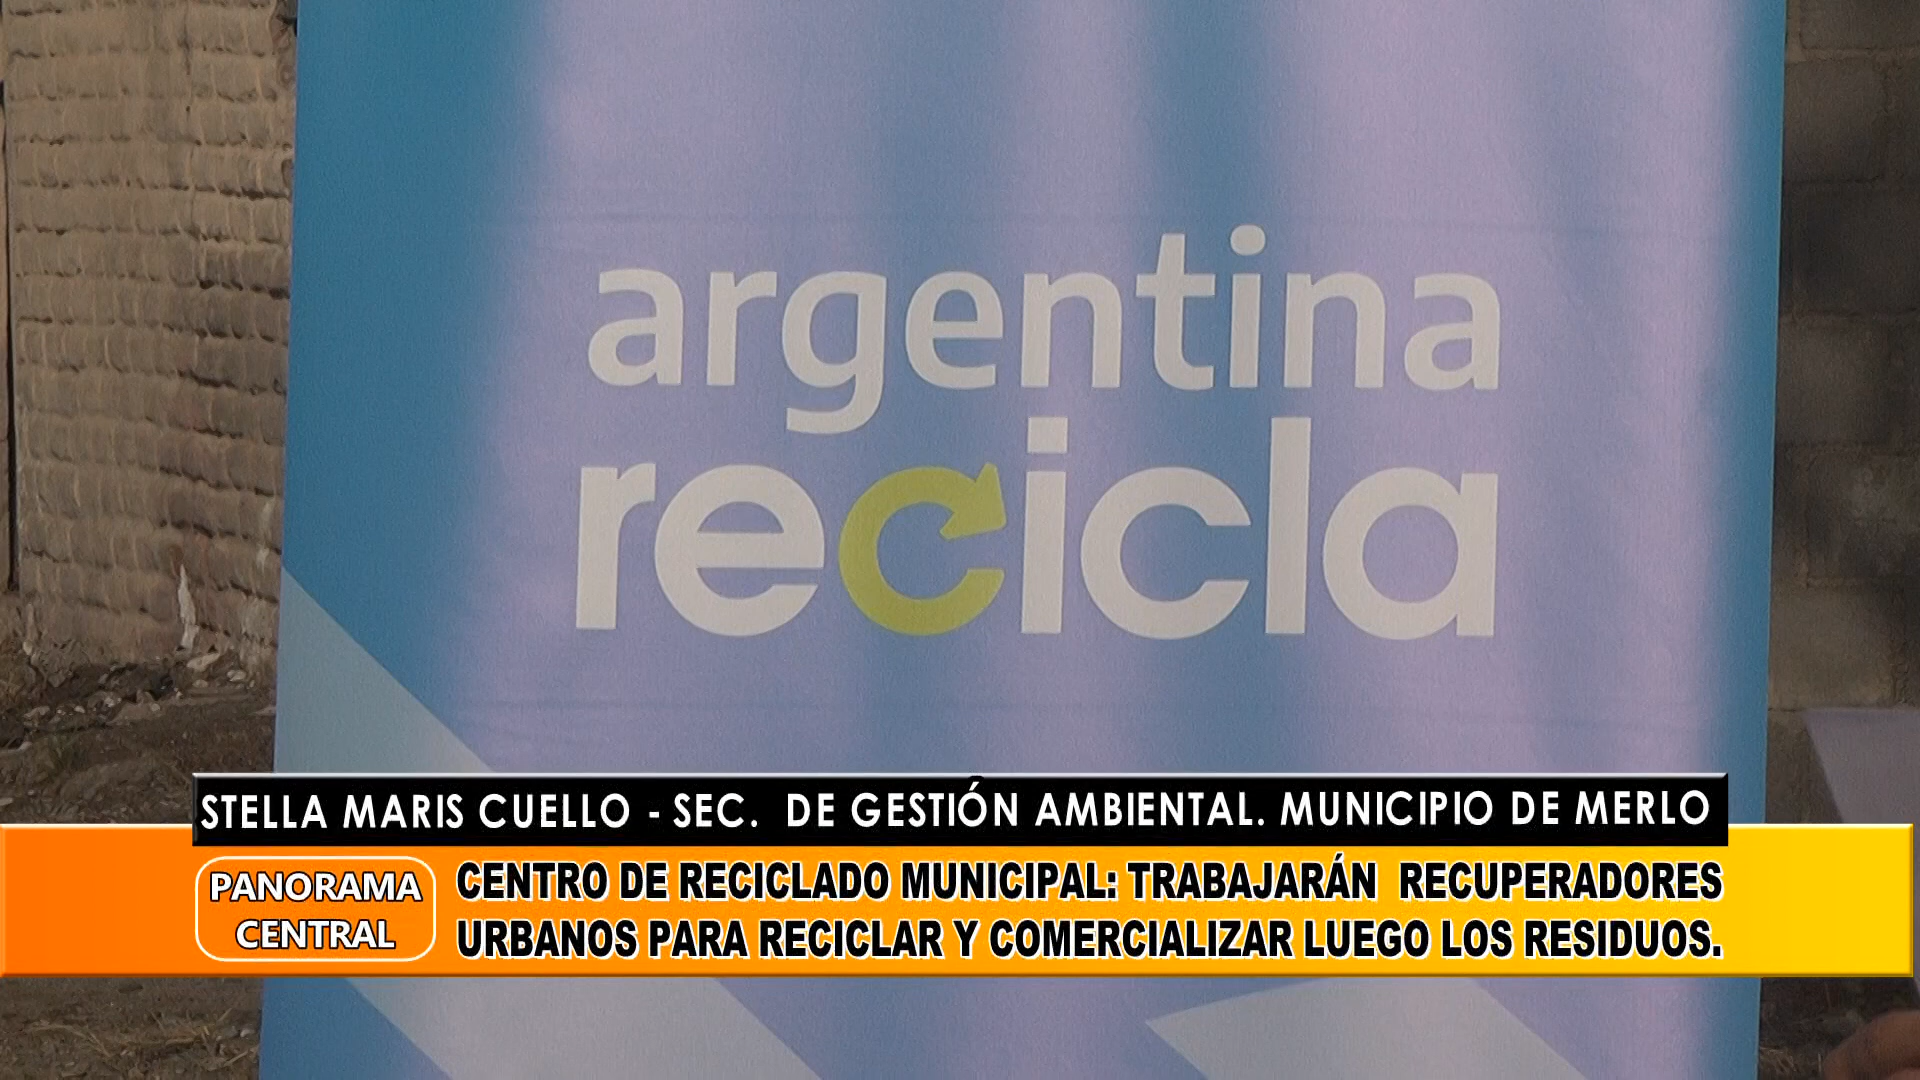 argentina
recicla
STELLA MARIS CUELLO - SEC. DE GESTIÓN AMBIENTAL. MUNICIPIO DE MERLO
PANORAMA
CENTRAL
CENTRO DE RECICLADO MUNICIPAL: TRABAJARÁN RECUPERADORES
URBANOS PARA RECICLAR Y COMERCIALIZAR LUEGO LOS RESIDUOS.